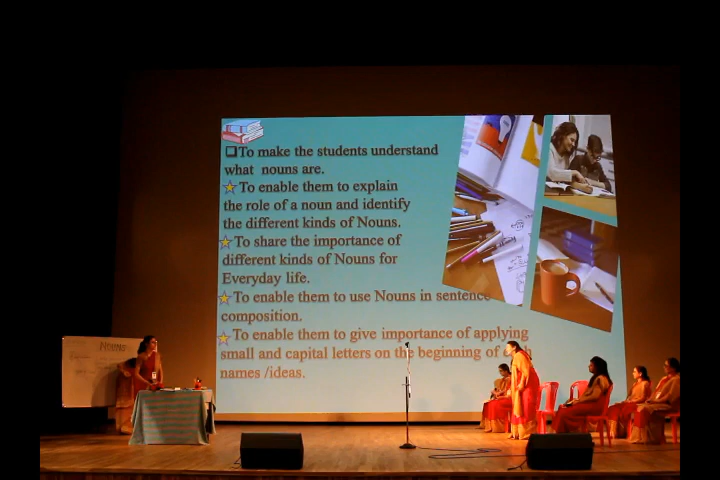 To make the students understand
what nouns are.
To enable them to explain
the role of a noun and identify
the different kinds of Nouns.
To share the importance of
different kinds of Nouns for
Everyday life.
To enable them to use Nouns in sentence
composition.
To enable them to give importance of applying
small and capital letters on the beginning of
names /ideas.
NOUNS